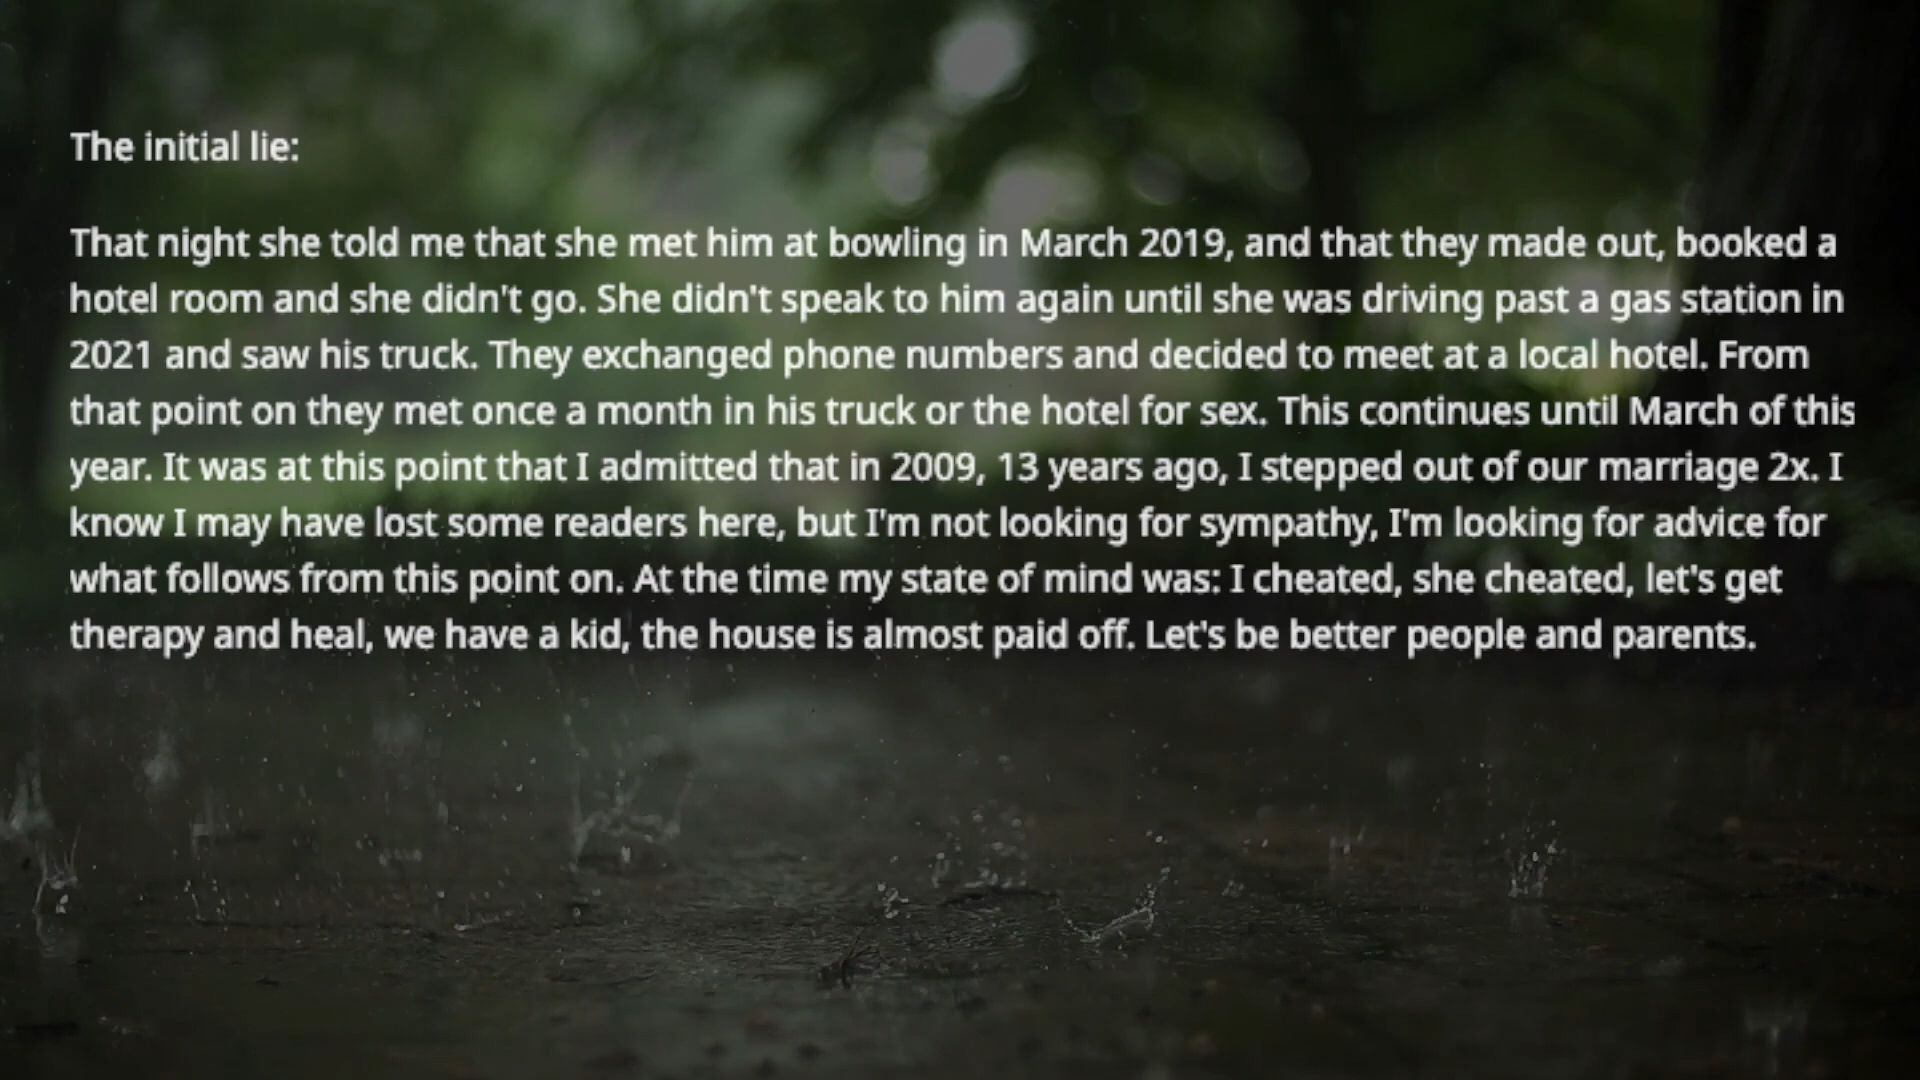 The initial lie:
That night she told me that she met him at bowling in March 2019, and that they made out, booked a
hotel room and she didn't go. She didn't speak to him again until she was driving past a gas station in
2021 and saw his truck. They exchanged phone numbers and decided to meet at a local hotel. From
that point on they met once a month in his truck or the hotel for sex. This continues until March of this
year. It was at this point that I admitted that in 2009, 13 years ago, I stepped out of our marriage 2x. I
know I may have lost some readers here, but I'm not looking for sympathy, I'm looking for advice for
what follows from this point on. At the time my state of mind was: I cheated, she cheated, let's get
therapy and heal, we have a kid, the house is almost paid off. Let's be better people and parents.